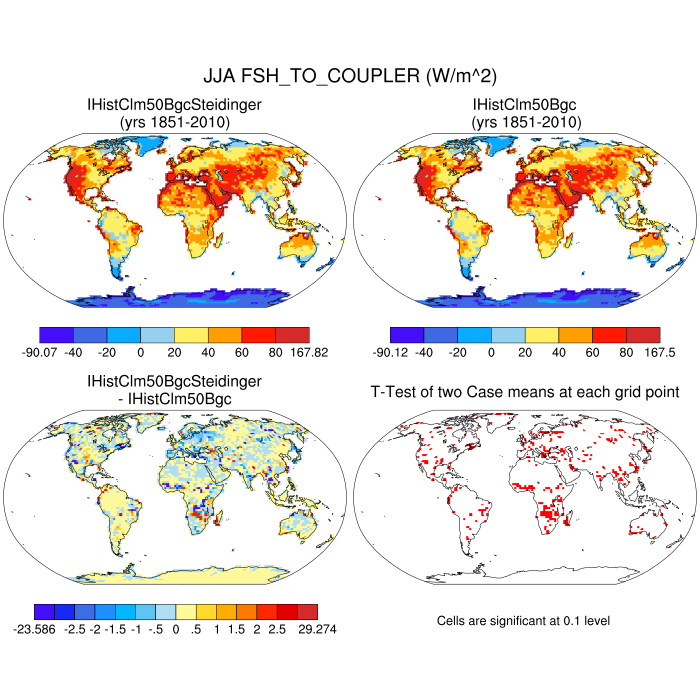 JJA FSH_TO_COUPLER (W/m^2)
IHistClm50BgcSteidinger
(yrs 1851-2010)
IHistClm50Bgc
(yrs 1851-2010)
-90.07 -40 -20 0 20 40 60 80 167.82
-90.12 -40 -20 0 20 40 60 80 167.5
IHistClm50BgcSteidinger
- IHistClm50Bgc
T-Test of two Case means at each grid point
-23.586 -2.5 -2 -1.5 -1 -.5 0 .5 1 1.5 2 2.5 29.274
Cells are significant at 0.1 level